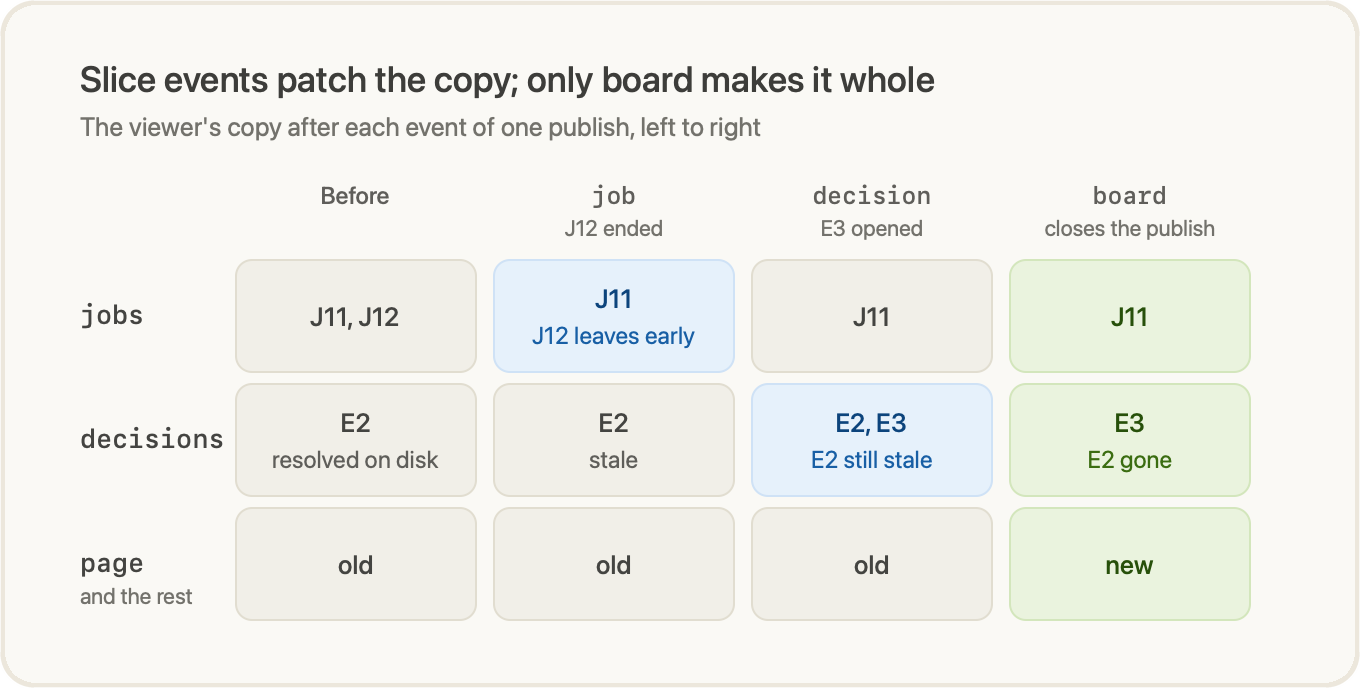 Slice events patch the copy; only board makes it whole
The viewer's copy after each event of one publish, left to right
Before
job
J12 ended
decision
E3 opened
board
closes the publish
jobs
J11, J12
J11
J12 leaves early
J11
J11
decisions
E2
resolved on disk
E2
stale
E2, E3
E2 still stale
E3
E2 gone
page
and the rest
old
old
old
new